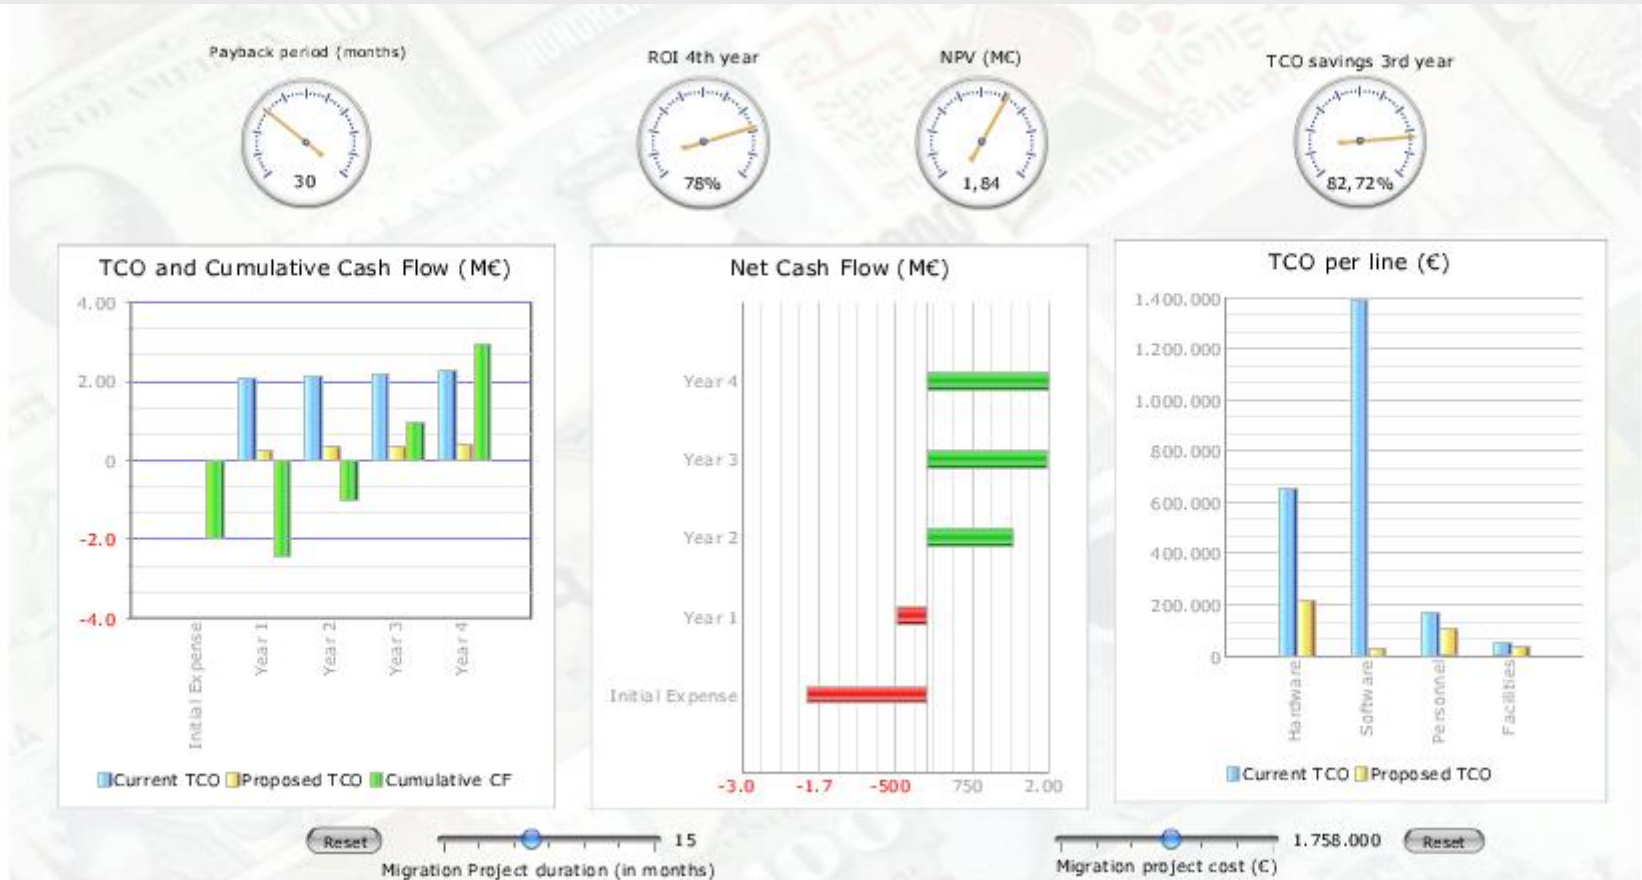 Payback period (months)
ROI 4th year
NPV (M€)
TCO savings 3rd year
30
78%
1,84
82,72%
TCO and Cumulative Cash Flow (M€)
4.00
2.00
0
-2.0
-4.0
Initial Expense
Year 1
Year 2
Year 3
Year 4
Current TCO Proposed TCO Cumulative CF
Net Cash Flow (M€)
Year 4
Year 3
Year 2
Year 1
Initial Expense
-3.0 -1.7 -500 750 2.00
TCO per line (€)
1.400.000
1.200.000
1.000.000
800.000
600.000
400.000
200.000
0
Hardware
Software
Personnel
Facilities
Current TCO Proposed TCO
Reset
15
Migration Project duration (in months)
1.758.000
Reset
Migration project cost (€)